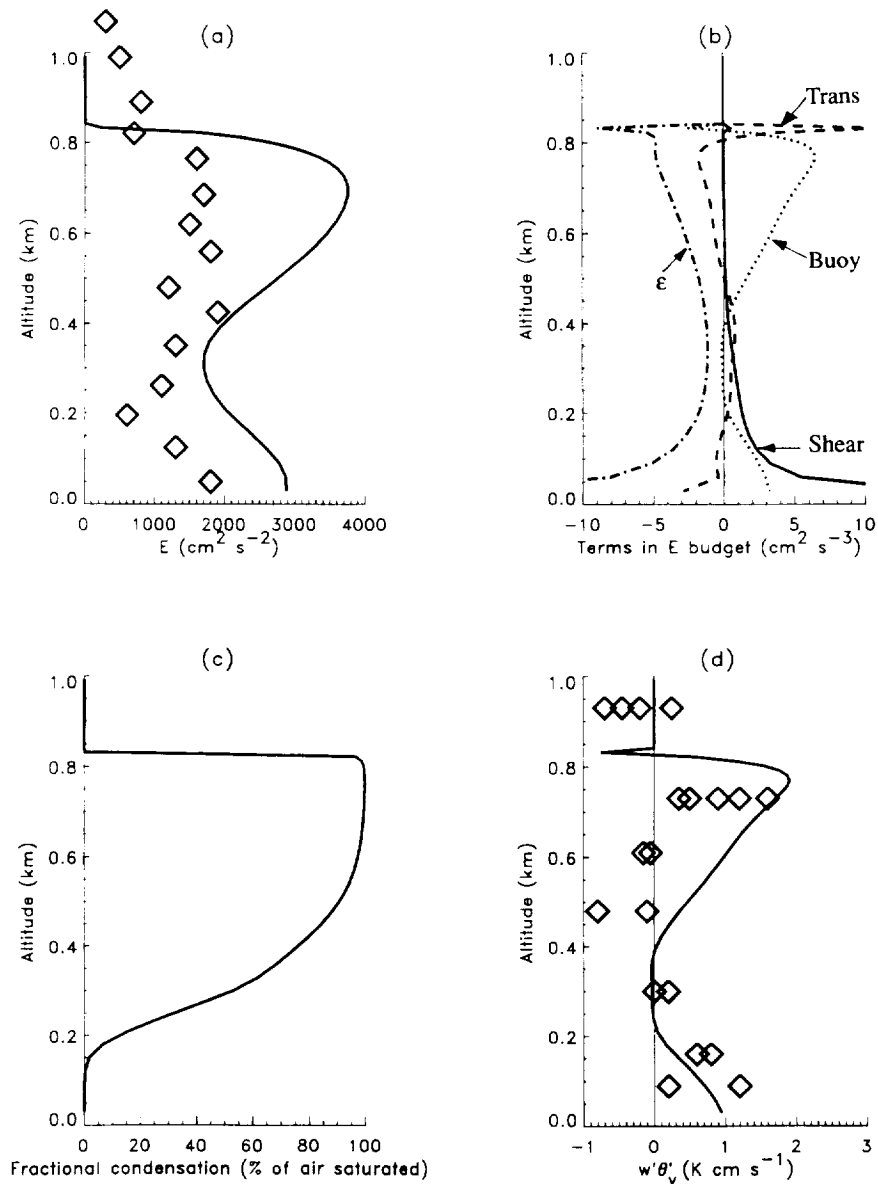 (a)
1.0
0.8
0.6
0.4
0.2
0.0
Altitude (km)
0 1000 2000 3000 4000
E (cm² s⁻²)
(b)
1.0
0.8
0.6
0.4
0.2
0.0
Altitude (km)
Trans
Buoy
ε
Shear
-10 -5 0 5 10
Terms in E budget (cm² s⁻³)
(c)
1.0
0.8
0.6
0.4
0.2
0.0
Altitude (km)
0 20 40 60 80 100
Fractional condensation (% of air saturated)
(d)
1.0
0.8
0.6
0.4
0.2
0.0
Altitude (km)
-1 0 1 2 3
w'θ'ᵥ (K cm s⁻¹)